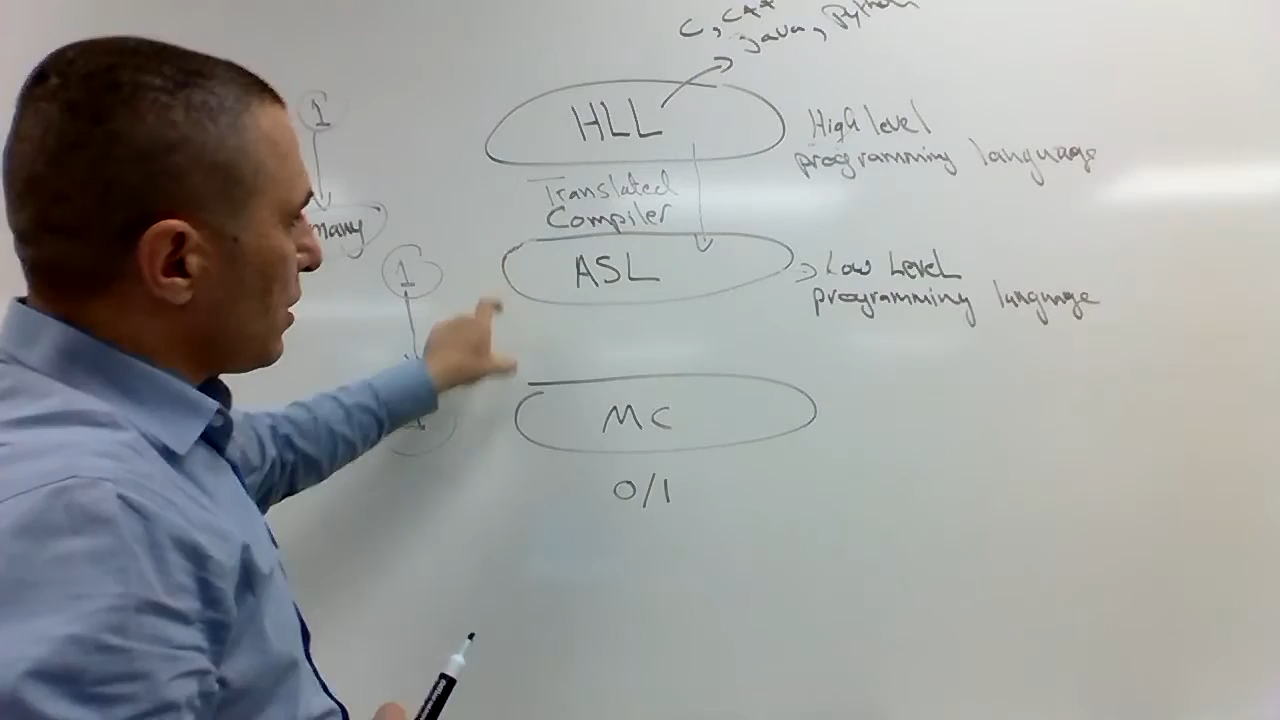 C, C++
Java, Python
HLL
High level
programming language
1
many
Translated
Compiler
1
ASL
Low Level
programming language
1
MC
0/1